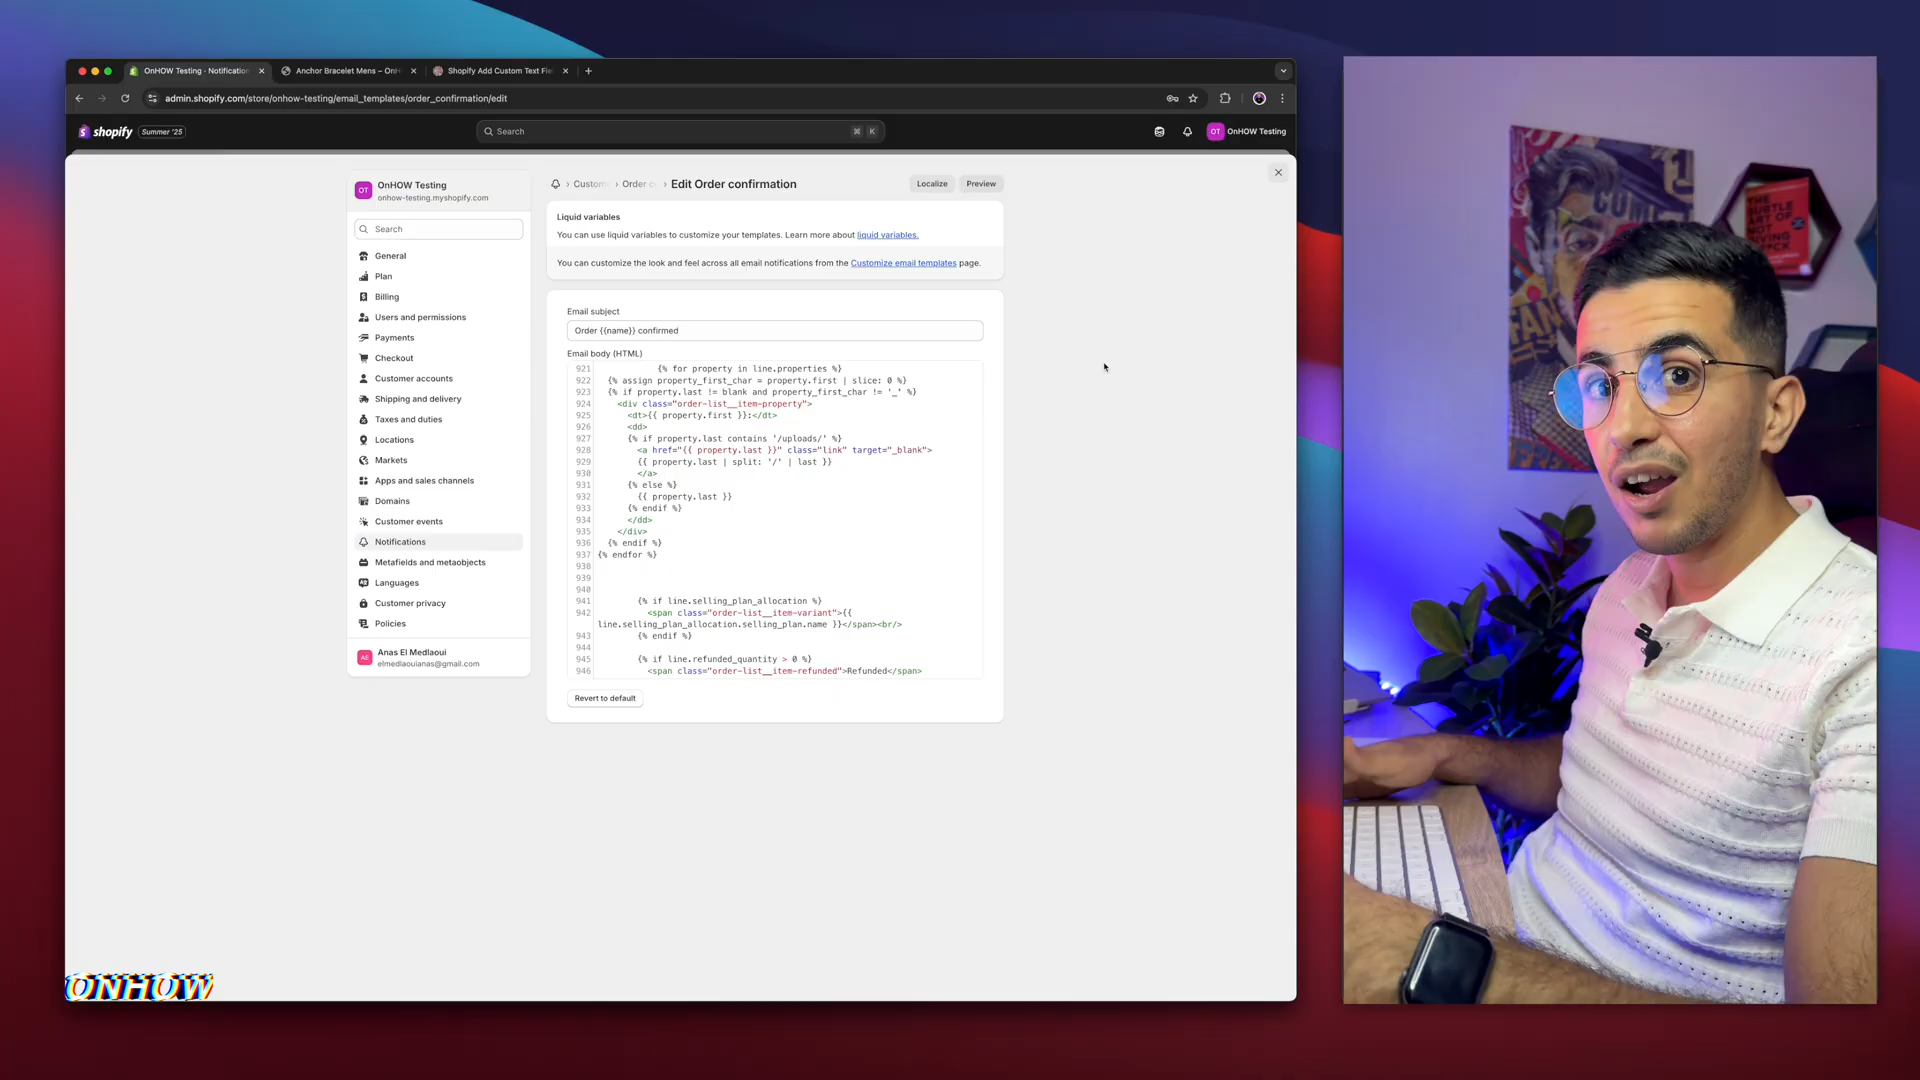 OnHOW Testing - Notification
Anchor Bracelet Mens – OnH
Shopify Add Custom Text Fie
admin.shopify.com/store/onhow-testing/email_templates/order_confirmation/edit
shopify
Summer '25
Search
⌘ K
OT
OnHOW Testing
OT
OnHOW Testing
onhow-testing.myshopify.com
Search
General
Plan
Billing
Users and permissions
Payments
Checkout
Customer accounts
Shipping and delivery
Taxes and duties
Locations
Markets
Apps and sales channels
Domains
Customer events
Notifications
Metafields and metaobjects
Languages
Customer privacy
Policies
AE
Anas El Medlaoui
elmedlaouianas@gmail.com
› Custom › Order c › Edit Order confirmation
Localize
Preview
Liquid variables
You can use liquid variables to customize your templates. Learn more about liquid variables.
You can customize the look and feel across all email notifications from the Customize email templates page.
Email subject
Order {{name}} confirmed
Email body (HTML)
921 {% for property in line.properties %}
922 {% assign property_first_char = property.first | slice: 0 %}
923 {% if property.last != blank and property_first_char != '_' %}
924 <div class="order-list__item-property">
925 <dt>{{ property.first }}:</dt>
926 <dd>
927 {% if property.last contains '/uploads/' %}
928 <a href="{{ property.last }}" class="link" target="_blank">
929 {{ property.last | split: '/' | last }}
930 </a>
931 {% else %}
932 {{ property.last }}
933 {% endif %}
934 </dd>
935 </div>
936 {% endif %}
937 {% endfor %}
938
939
940
941 {% if line.selling_plan_allocation %}
942 <span class="order-list__item-variant">{{
line.selling_plan_allocation.selling_plan.name }}</span><br/>
943 {% endif %}
944
945 {% if line.refunded_quantity > 0 %}
946 <span class="order-list__item-refunded">Refunded</span>
Revert to default
ONHOW
THE
SUBTLE
ART OF
NOT
GIVING